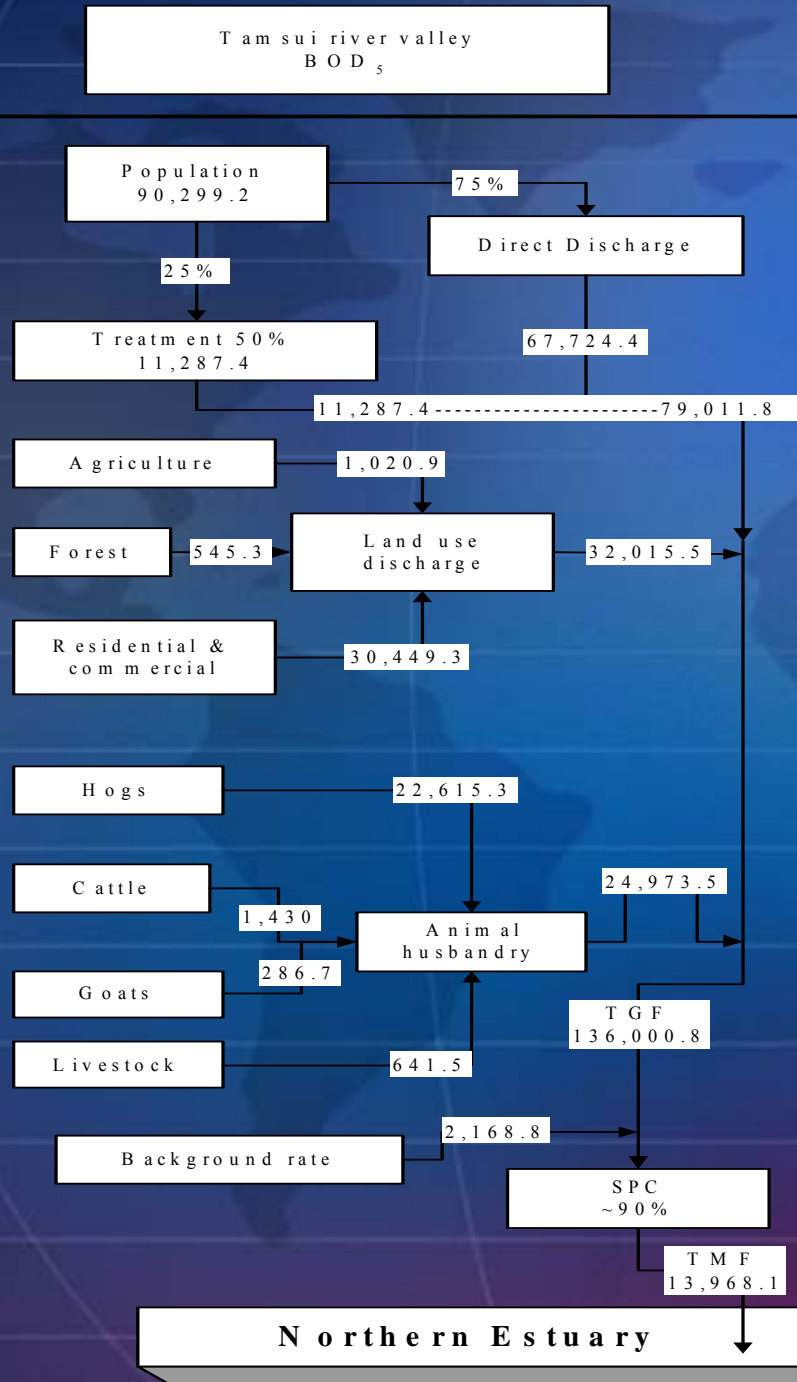 Tamsui river valley
BOD5
Population
90,299.2
75%
Direct Discharge
25%
Treatment 50%
11,287.4
67,724.4
11,287.4-----------------------79,011.8
Agriculture
1,020.9
Forest
545.3
Land use
discharge
32,015.5
Residential &
commercial
30,449.3
Hogs
22,615.3
Cattle
1,430
24,973.5
Animal
husbandry
286.7
Goats
TGF
136,000.8
Livestock
641.5
2,168.8
Background rate
SPC
~90%
TMF
13,968.1
Northern Estuary